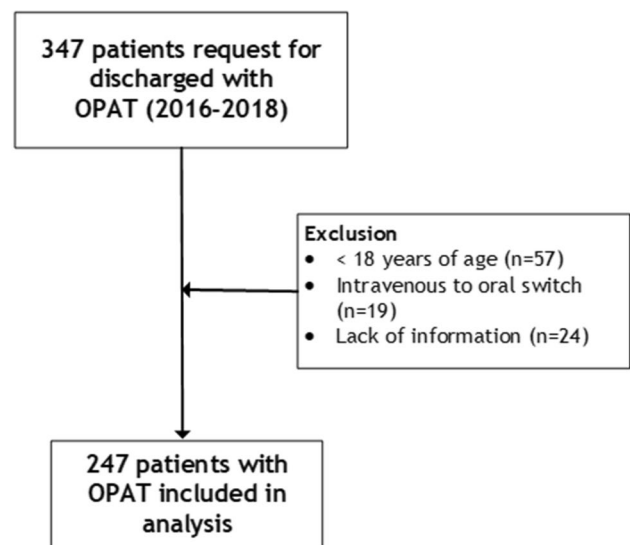 347 patients request for
discharged with
OPAT (2016-2018)
Exclusion
• < 18 years of age (n=57)
• Intravenous to oral switch
(n=19)
• Lack of information (n=24)
247 patients with
OPAT included in
analysis